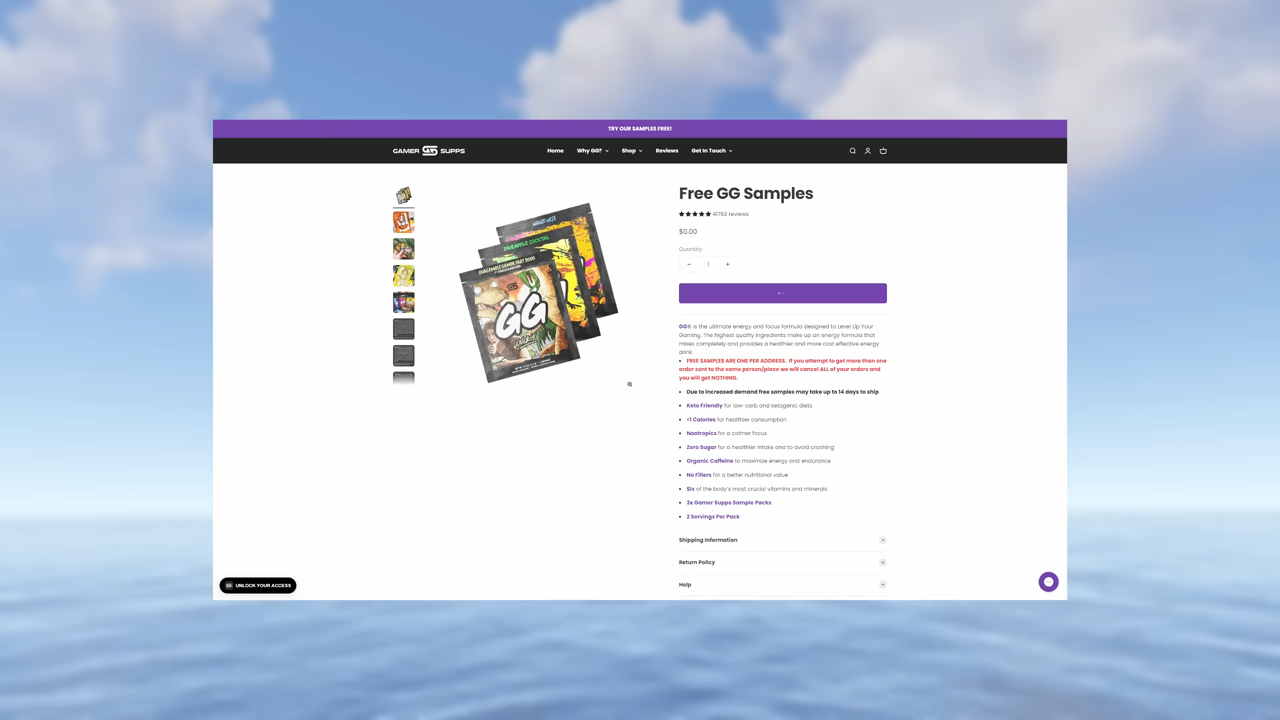 TRY OUR SAMPLES FREE!
GAMER GG SUPPS
Home Why GG? Shop Reviews Get In Touch
Free GG Samples
41763 reviews
$0.00
Quantity:
− 1 +
MANGO MEZA
PINEAPPLE COCKTAIL
GUACAMOLE GAMER FART 9000
GG
GG® is the ultimate energy and focus formula designed to Level Up Your
Gaming. The highest quality ingredients make up an energy formula that
mixes completely and provides a healthier and more cost effective energy
drink.
• FREE SAMPLES ARE ONE PER ADDRESS. If you attempt to get more than one
order sent to the same person/place we will cancel ALL of your orders and
you will get NOTHING.
• Due to increased demand free samples may take up to 14 days to ship
• Keto Friendly for low-carb and ketogenic diets
• <1 Calories for healthier consumption
• Nootropics for a calmer focus
• Zero Sugar for a healthier intake and to avoid crashing
• Organic Caffeine to maximize energy and endurance
• No Fillers for a better nutritional value
• Six of the body's most crucial vitamins and minerals
• 3x Gamer Supps Sample Packs
• 2 Servings Per Pack
Shipping Information
Return Policy
Help
UNLOCK YOUR ACCESS